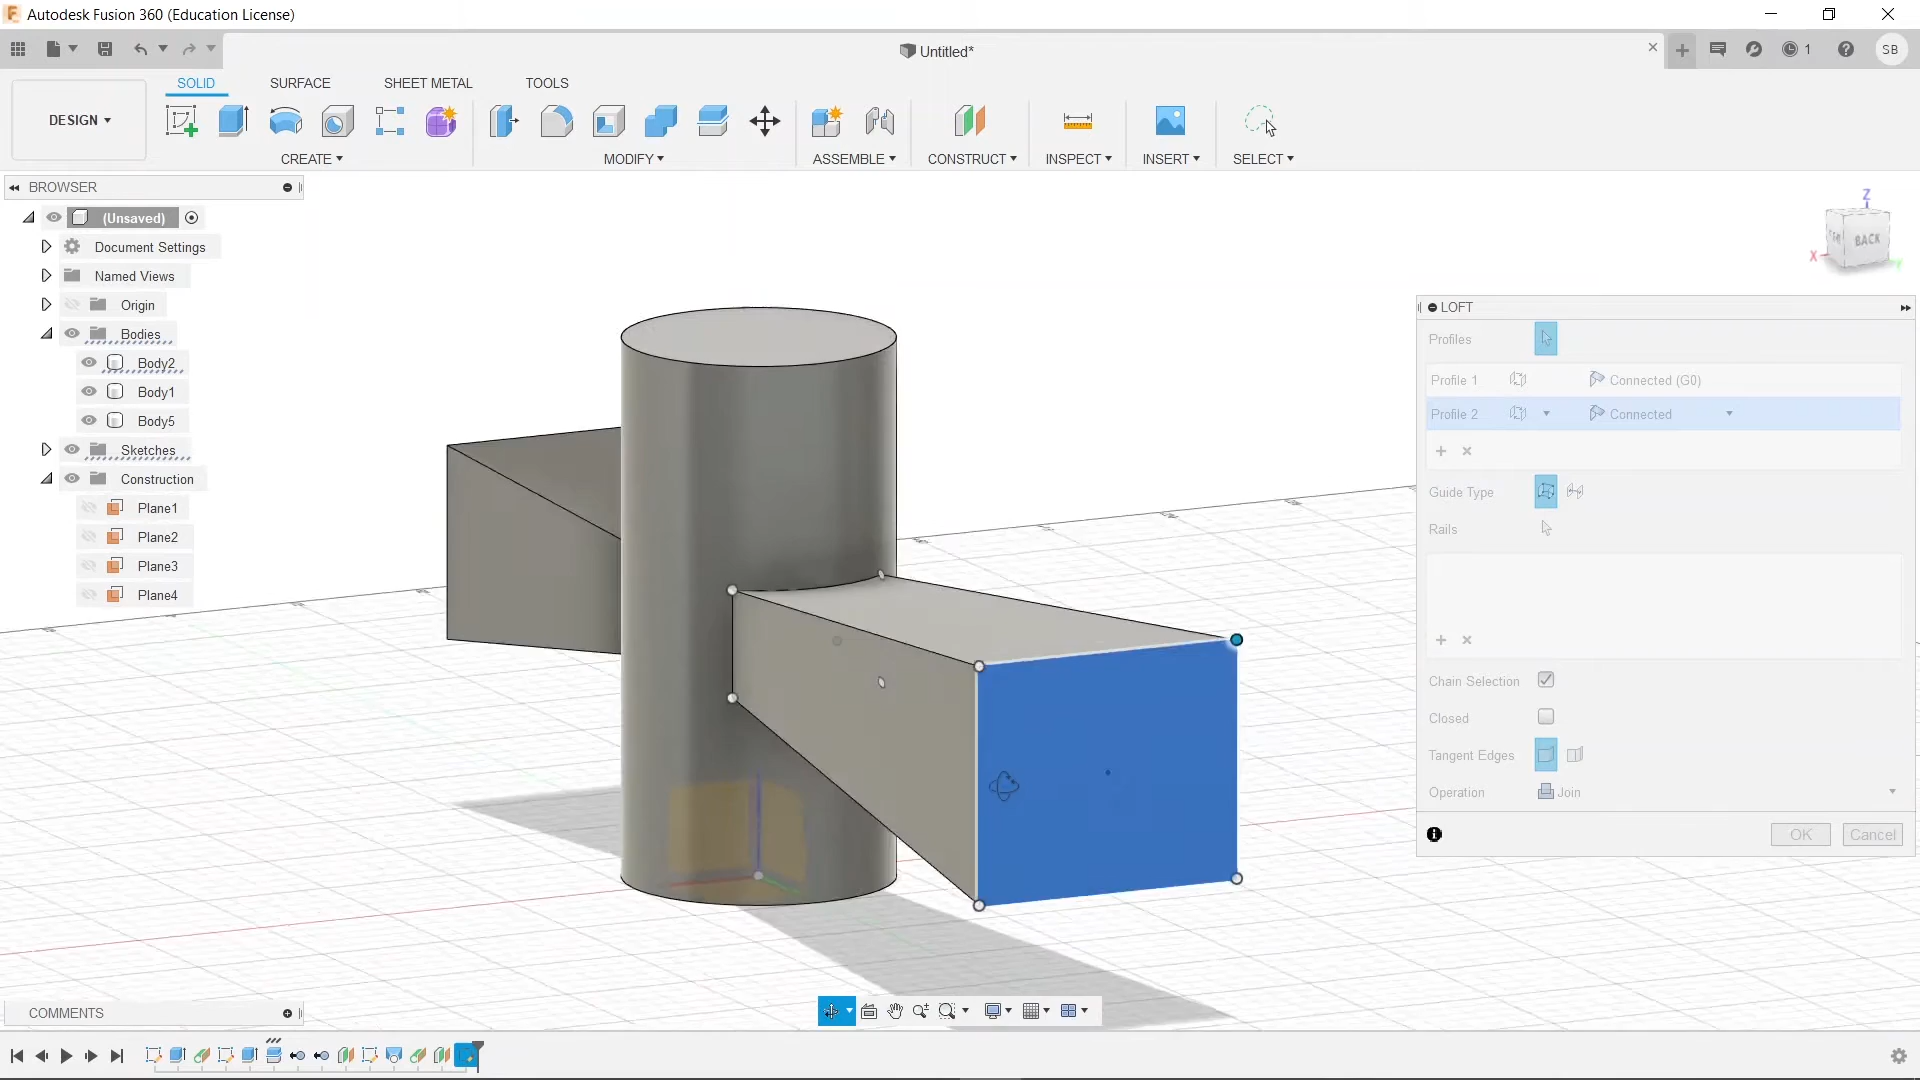 Autodesk Fusion 360 (Education License)
Untitled*
1
SB
DESIGN
SOLID
SURFACE
SHEET METAL
TOOLS
CREATE
MODIFY
ASSEMBLE
CONSTRUCT
INSPECT
INSERT
SELECT
BROWSER
(Unsaved)
Document Settings
Named Views
Origin
Bodies
Body2
Body1
Body5
Sketches
Construction
Plane1
Plane2
Plane3
Plane4
Z
BACK
X
LOFT
Profiles
Profile 1 Connected (G0)
Profile 2 Connected
Guide Type
Rails
Chain Selection
Closed
Tangent Edges
Operation Join
OK Cancel
COMMENTS